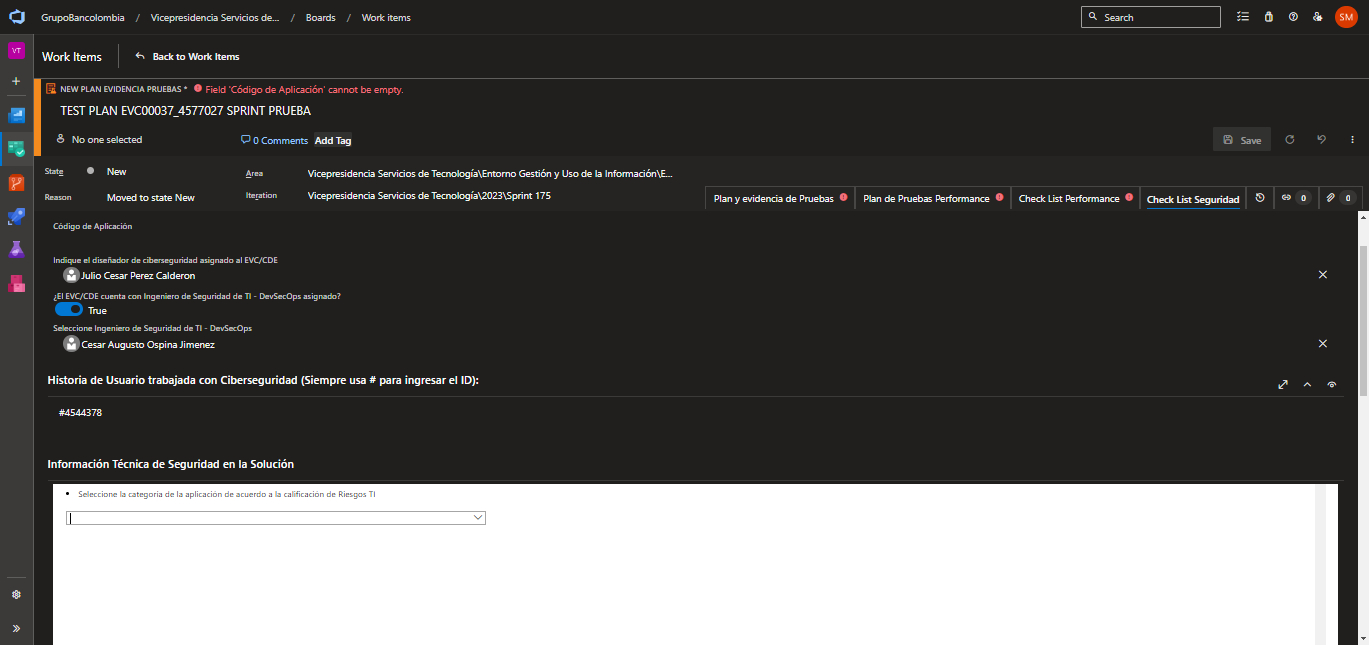 GrupoBancolombia / Vicepresidencia Servicios de... / Boards / Work items
Search
SM
VT
Work Items
Back to Work Items
NEW PLAN EVIDENCIA PRUEBAS * Field 'Código de Aplicación' cannot be empty.
TEST PLAN EVC00037_4577027 SPRINT PRUEBA
No one selected
0 Comments
Add Tag
Save
State
New
Area
Vicepresidencia Servicios de Tecnología\Entorno Gestión y Uso de la Información\E...
Reason
Moved to state New
Iteration
Vicepresidencia Servicios de Tecnología\2023\Sprint 175
Plan y evidencia de Pruebas
Plan de Pruebas Performance
Check List Performance
Check List Seguridad
0
0
Código de Aplicación
Indique el diseñador de ciberseguridad asignado al EVC/CDE
Julio Cesar Perez Calderon
¿El EVC/CDE cuenta con Ingeniero de Seguridad de TI - DevSecOps asignado?
True
Seleccione Ingeniero de Seguridad de TI - DevSecOps
Cesar Augusto Ospina Jimenez
Historia de Usuario trabajada con Ciberseguridad (Siempre usa # para ingresar el ID):
#4544378
Información Técnica de Seguridad en la Solución
• Seleccione la categoria de la aplicación de acuerdo a la calificación de Riesgos TI